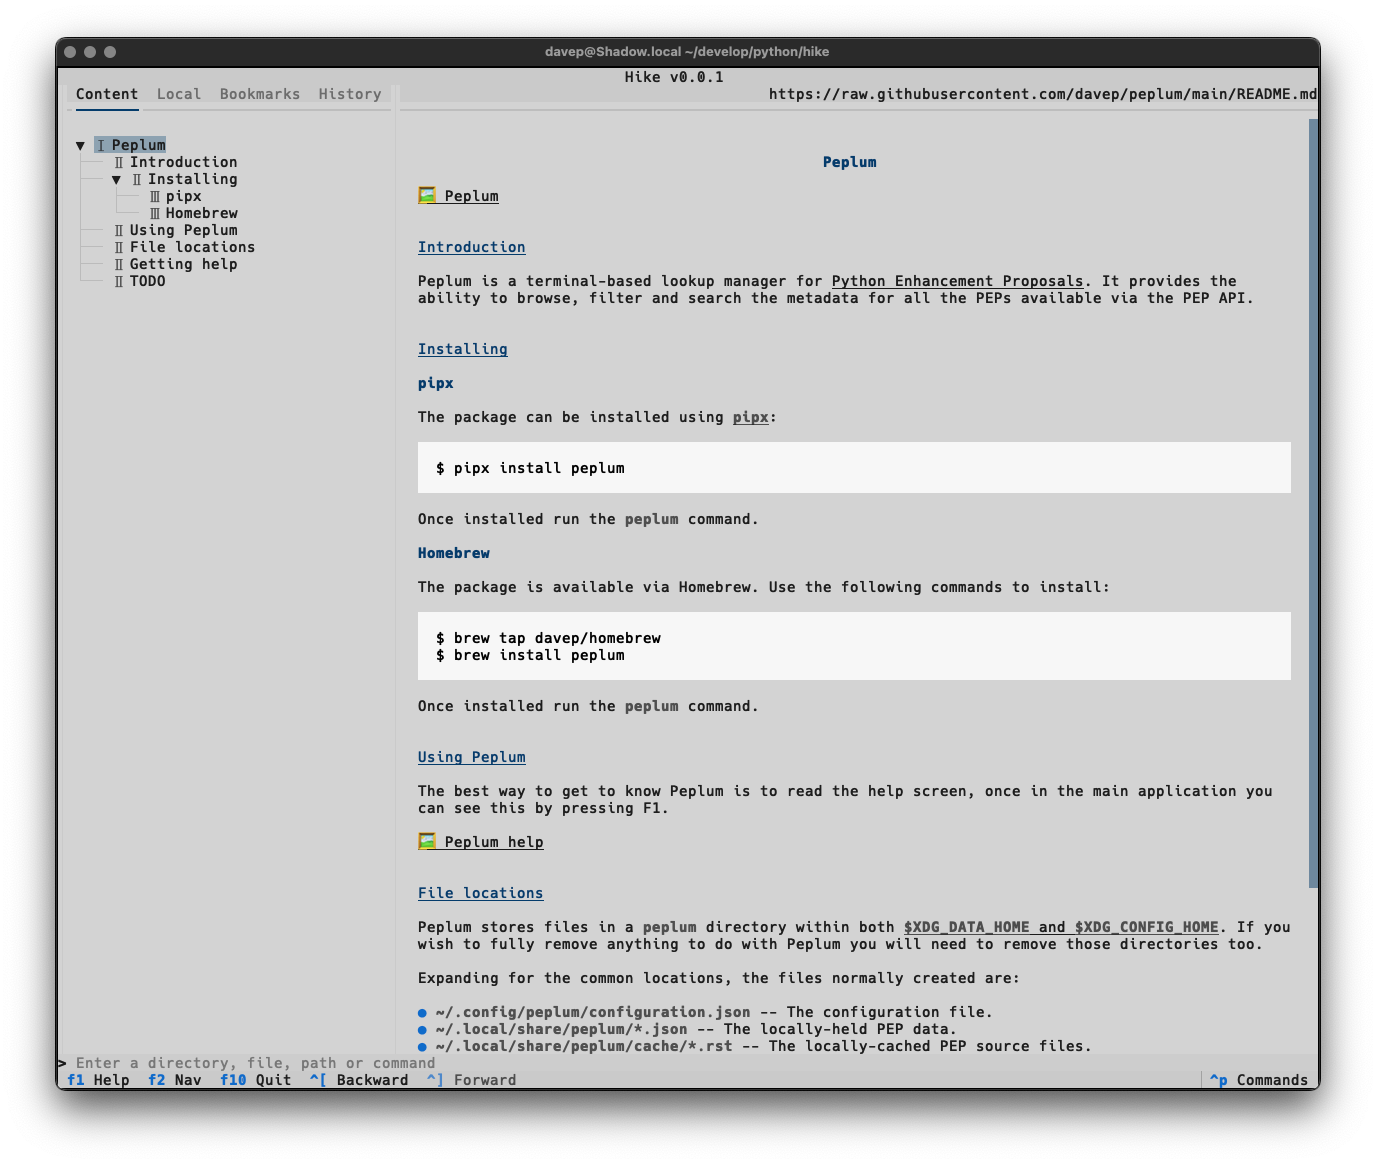 davep@Shadow.local ~/develop/python/hike
Hike v0.0.1
Content Local Bookmarks History
https://raw.githubusercontent.com/davep/peplum/main/README.md
▼ Ⅰ Peplum
Ⅱ Introduction
▼ Ⅱ Installing
Ⅲ pipx
Ⅲ Homebrew
Ⅱ Using Peplum
Ⅱ File locations
Ⅱ Getting help
Ⅱ TODO
Peplum
🖼️ Peplum
Introduction
Peplum is a terminal-based lookup manager for Python Enhancement Proposals. It provides the
ability to browse, filter and search the metadata for all the PEPs available via the PEP API.
Installing
pipx
The package can be installed using pipx:
$ pipx install peplum
Once installed run the peplum command.
Homebrew
The package is available via Homebrew. Use the following commands to install:
$ brew tap davep/homebrew
$ brew install peplum
Once installed run the peplum command.
Using Peplum
The best way to get to know Peplum is to read the help screen, once in the main application you
can see this by pressing F1.
🖼️ Peplum help
File locations
Peplum stores files in a peplum directory within both $XDG_DATA_HOME and $XDG_CONFIG_HOME. If you
wish to fully remove anything to do with Peplum you will need to remove those directories too.
Expanding for the common locations, the files normally created are:
● ~/.config/peplum/configuration.json -- The configuration file.
● ~/.local/share/peplum/*.json -- The locally-held PEP data.
● ~/.local/share/peplum/cache/*.rst -- The locally-cached PEP source files.
> Enter a directory, file, path or command
f1 Help f2 Nav f10 Quit ^[ Backward ^] Forward ^p Commands